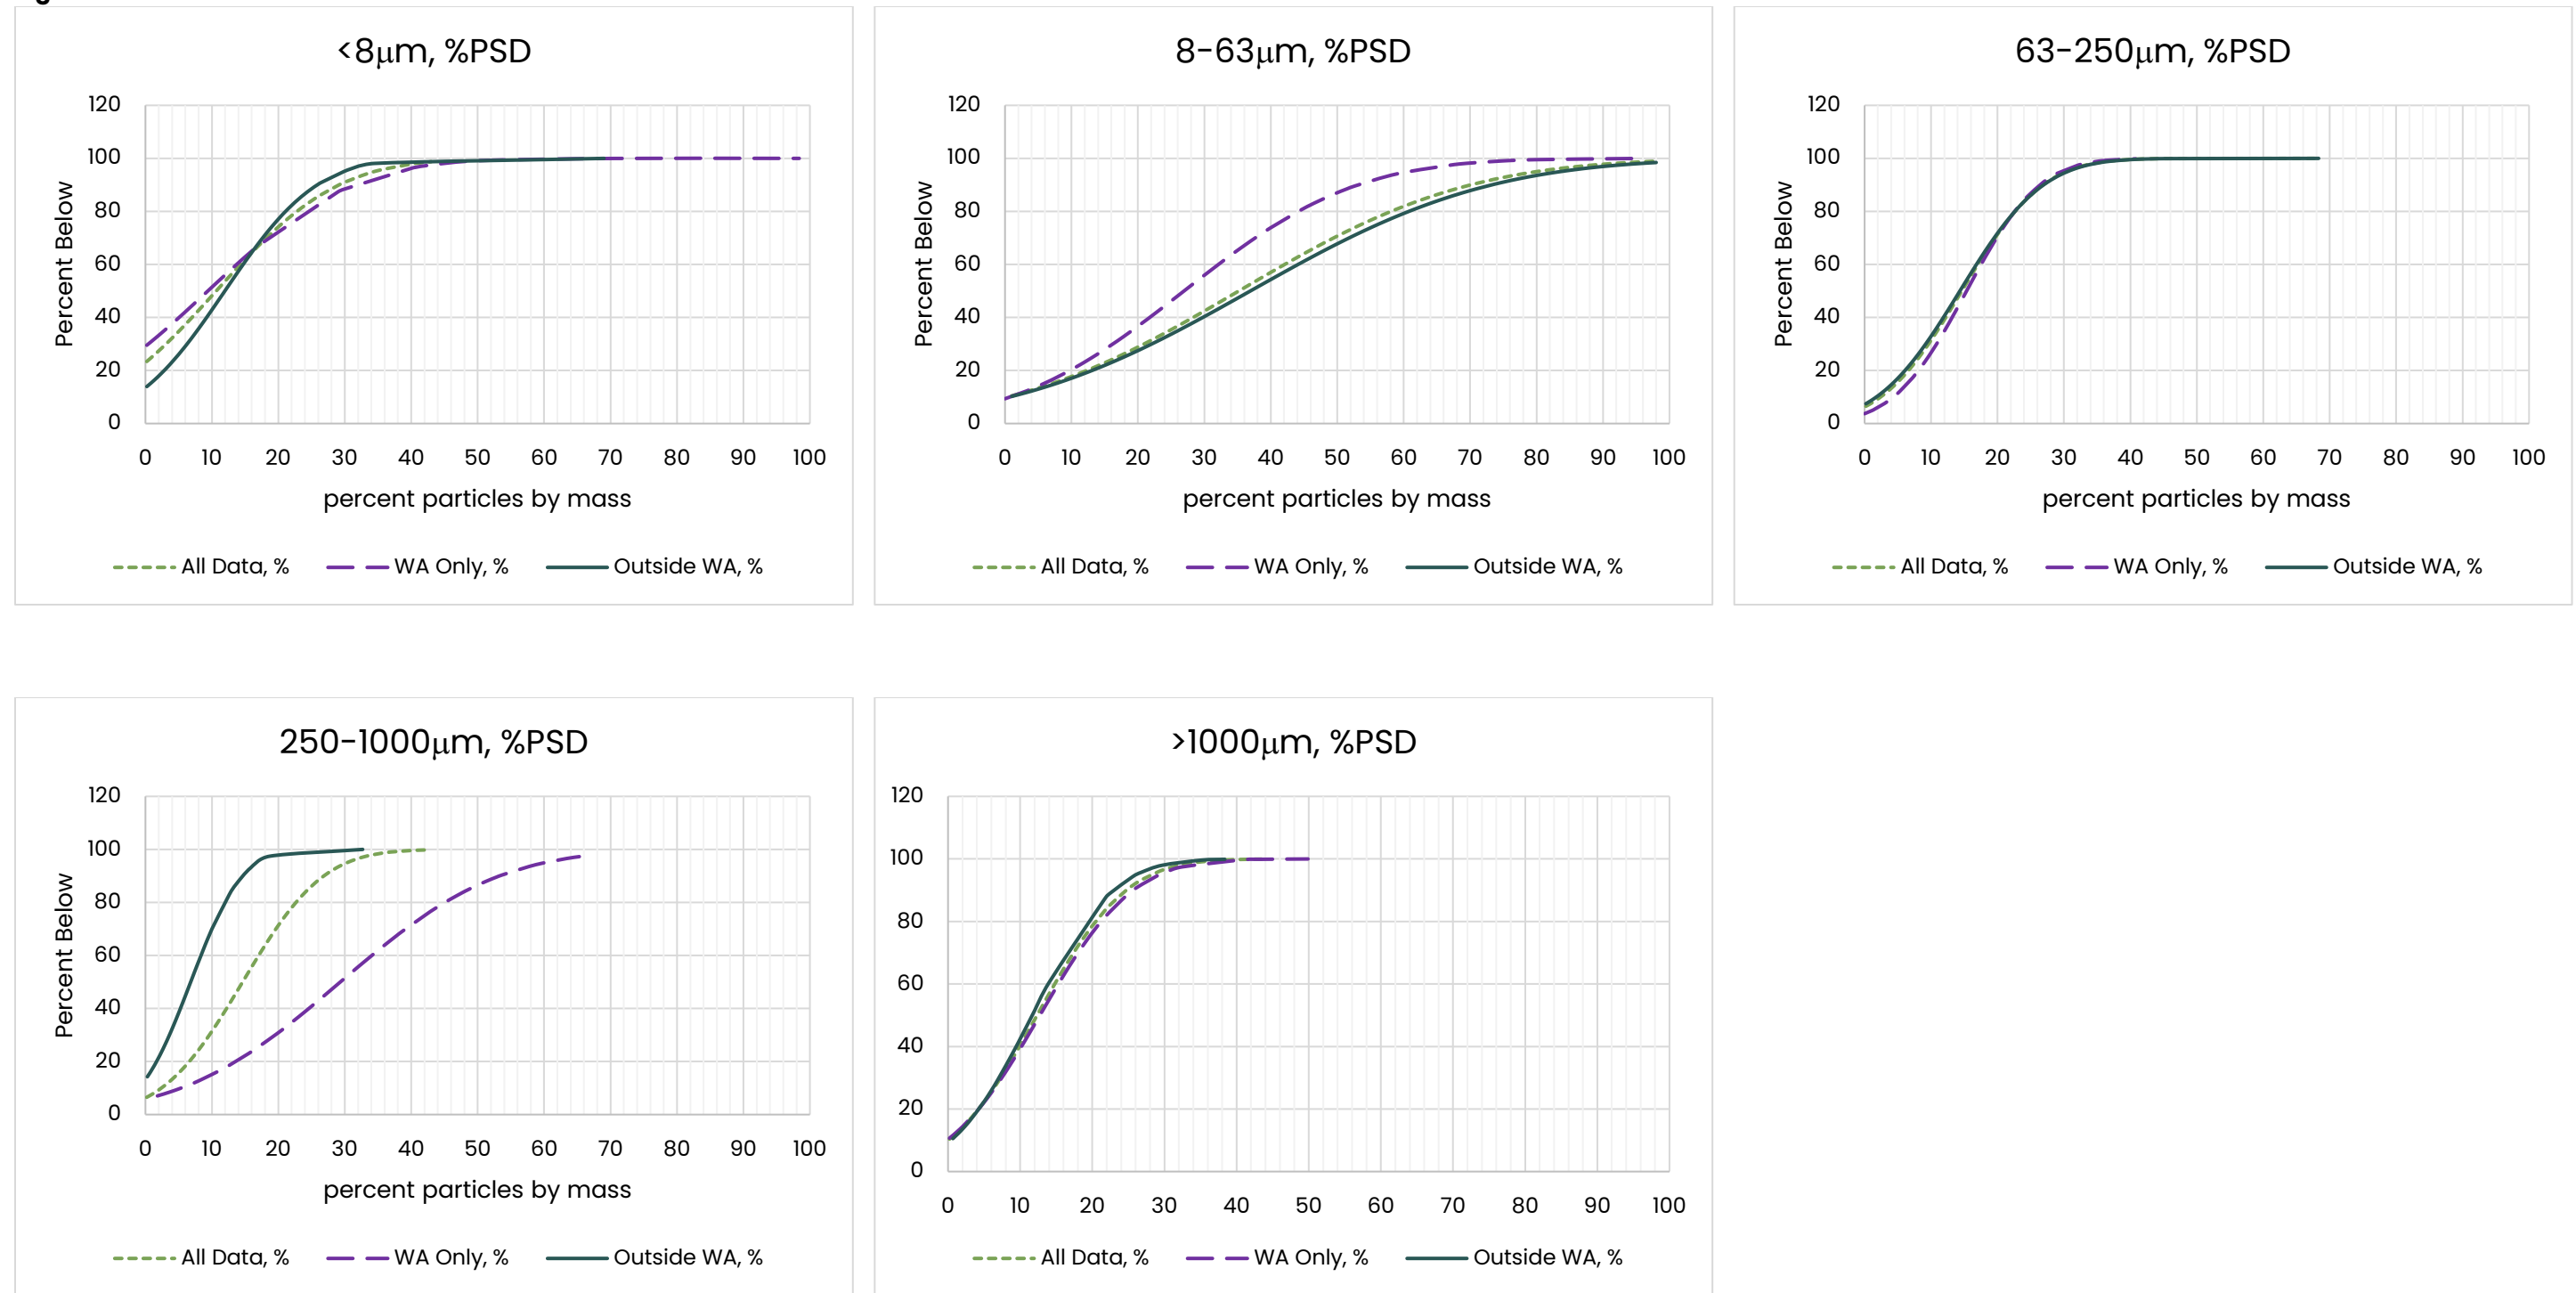 <8μm, %PSD
120
100
80
60
40
20
0
Percent Below
0 10 20 30 40 50 60 70 80 90 100
percent particles by mass
All Data, % WA Only, % Outside WA, %
8-63μm, %PSD
120
100
80
60
40
20
0
Percent Below
0 10 20 30 40 50 60 70 80 90 100
percent particles by mass
All Data, % WA Only, % Outside WA, %
63-250μm, %PSD
120
100
80
60
40
20
0
Percent Below
0 10 20 30 40 50 60 70 80 90 100
percent particles by mass
All Data, % WA Only, % Outside WA, %
250-1000μm, %PSD
120
100
80
60
40
20
0
Percent Below
0 10 20 30 40 50 60 70 80 90 100
percent particles by mass
All Data, % WA Only, % Outside WA, %
>1000μm, %PSD
120
100
80
60
40
20
0
0 10 20 30 40 50 60 70 80 90 100
All Data, % WA Only, % Outside WA, %